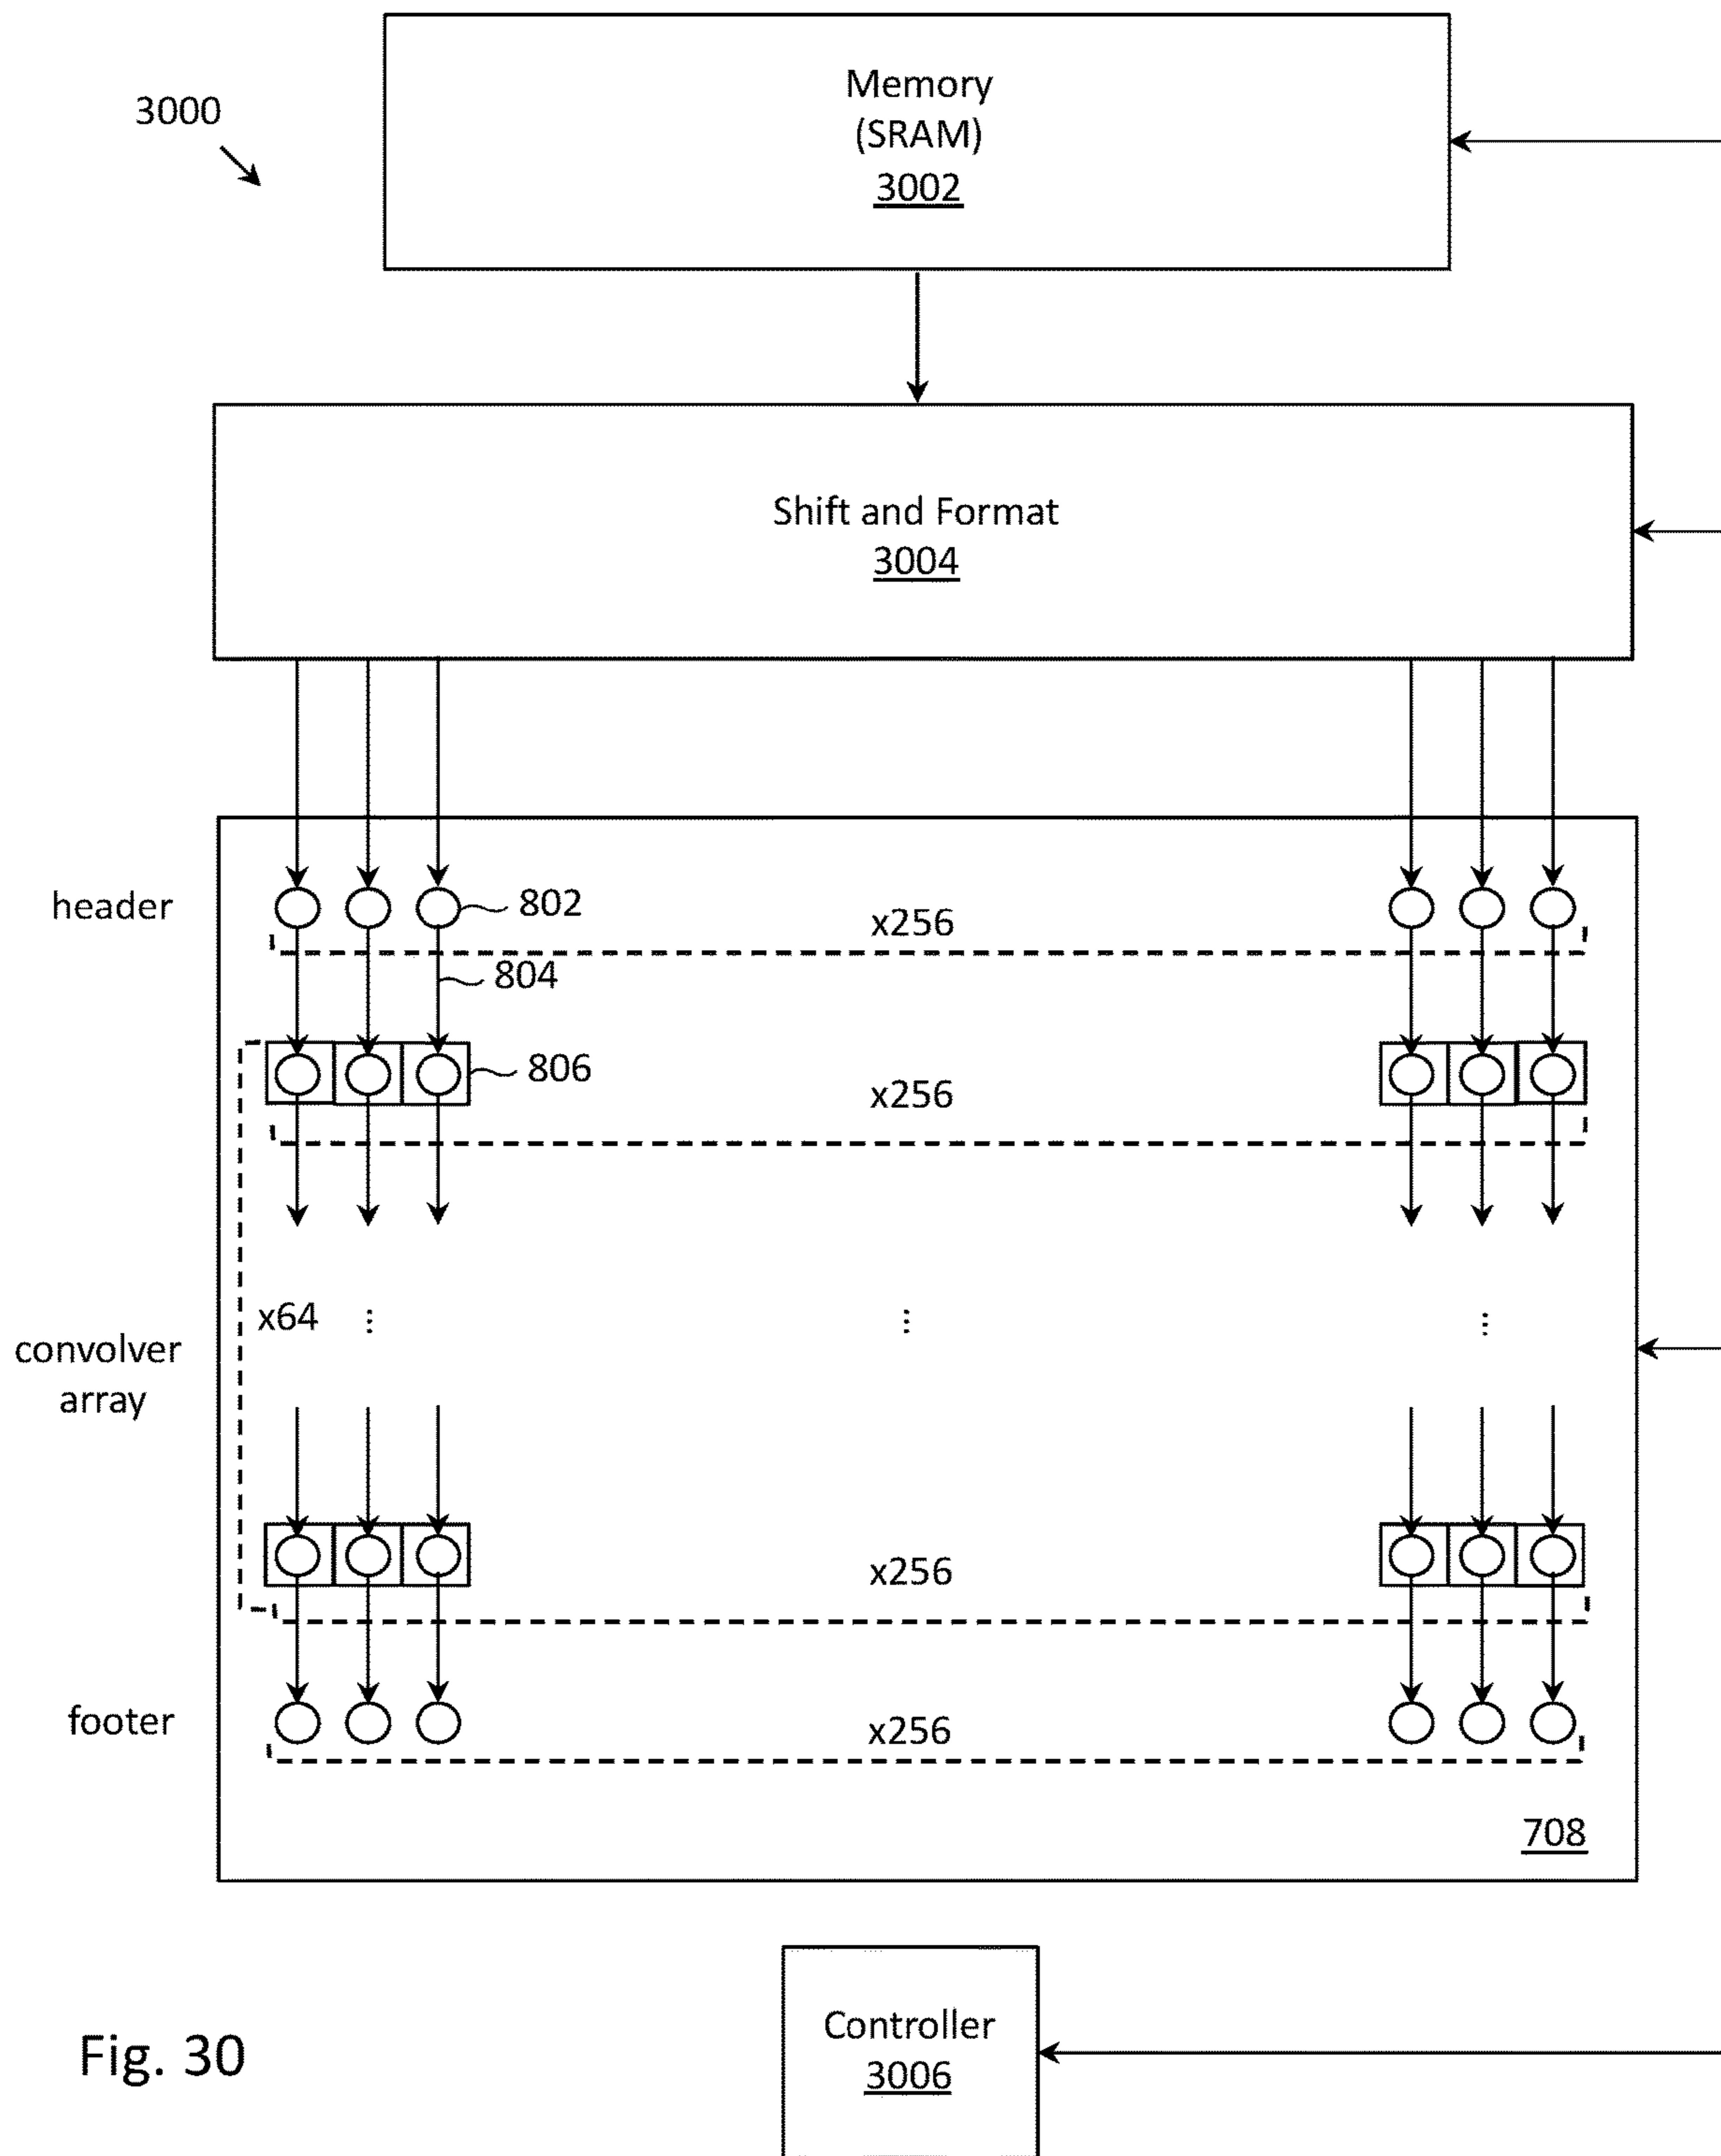 Memory
(SRAM)
3002
3000
Shift and Format
3004
header
802
x256
804
806
x256
x64
⋮
⋮
⋮
convolver
array
x256
footer
x256
708
Controller
3006
Fig. 30